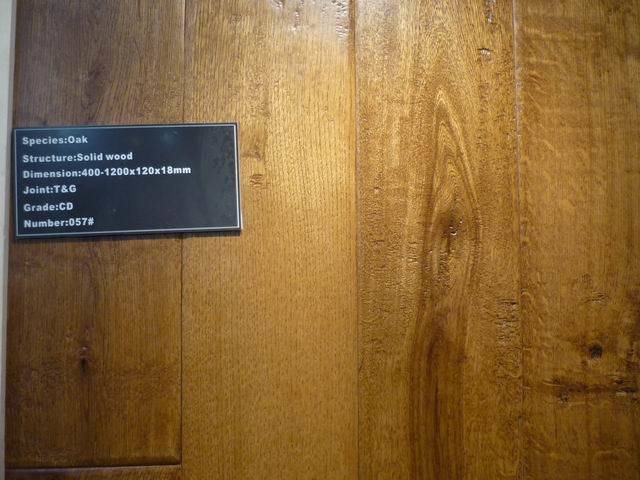 Species:Oak
Structure:Solid wood
Dimension:400-1200x120x18mm
Joint:T&G
Grade:CD
Number:057#